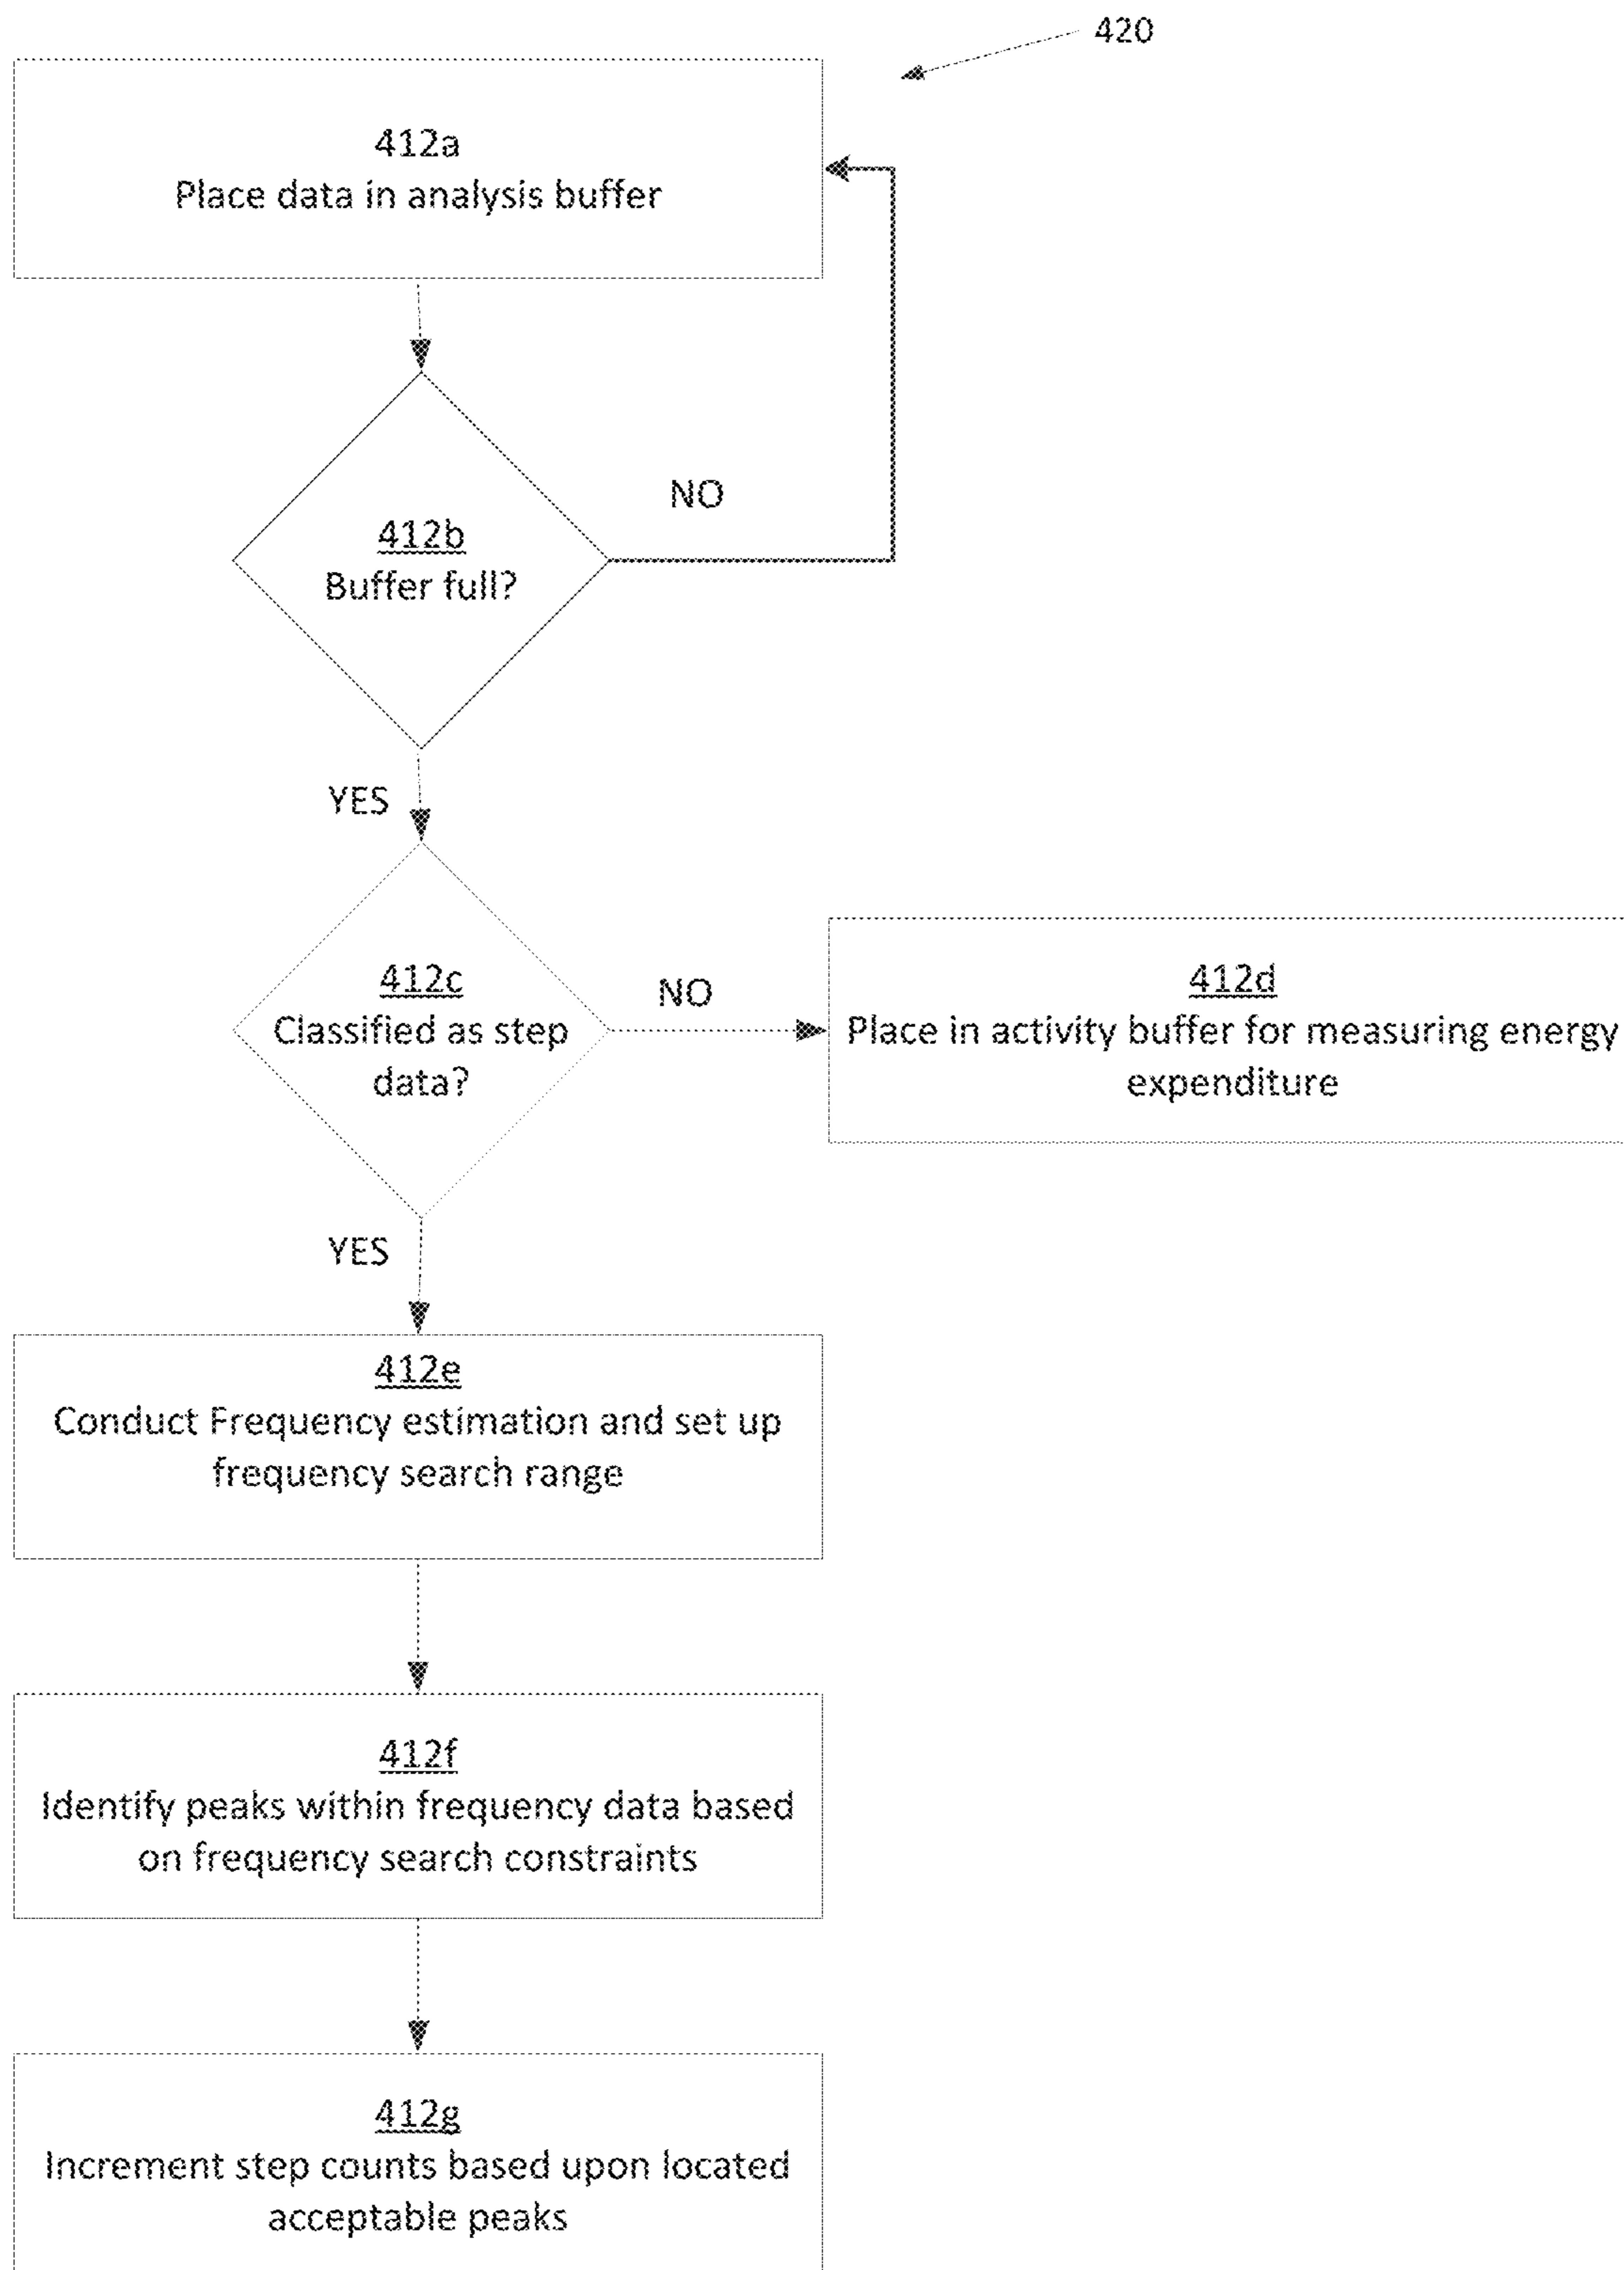 420
412a
Place data in analysis buffer
NO
412b
Buffer full?
YES
412c
Classified as step
data?
NO
412d
Place in activity buffer for measuring energy
expenditure
YES
412e
Conduct Frequency estimation and set up
frequency search range
412f
Identify peaks within frequency data based
on frequency search constraints
412g
Increment step counts based upon located
acceptable peaks